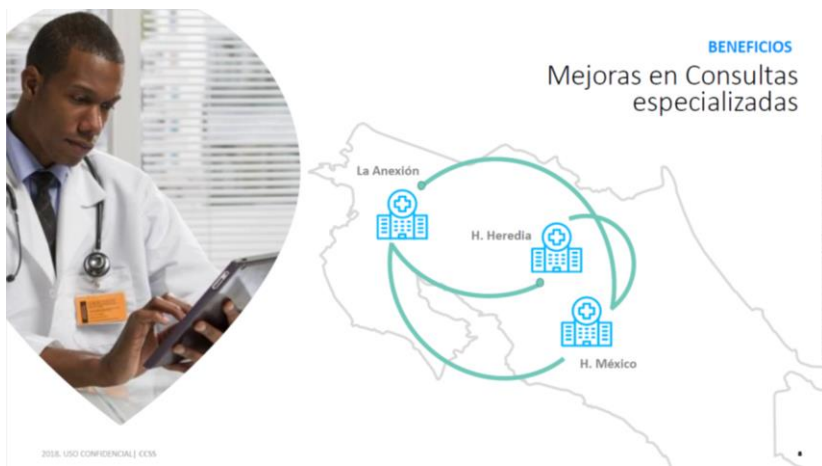 BENEFICIOS
Mejoras en Consultas
especializadas
La Anexión
H. Heredia
H. México
2018. USO CONFIDENCIAL| CCSS